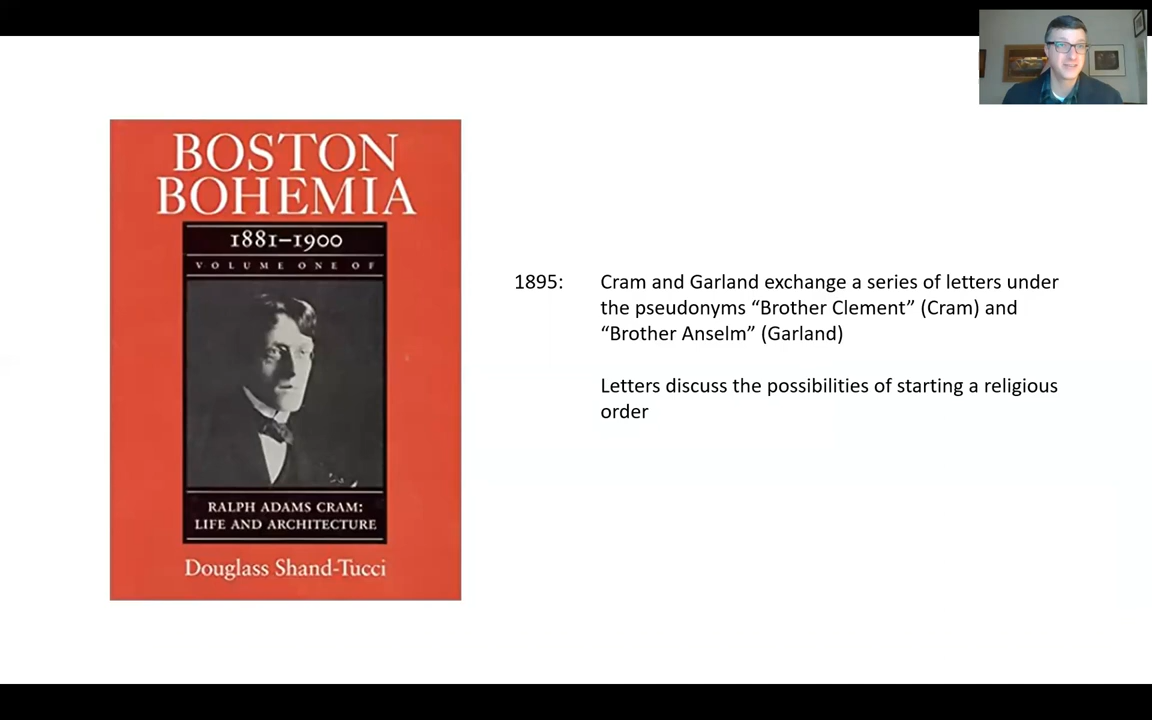 BOSTON
BOHEMIA
1881–1900
VOLUME ONE OF
RALPH ADAMS CRAM:
LIFE AND ARCHITECTURE
Douglass Shand-Tucci
1895: Cram and Garland exchange a series of letters under
the pseudonyms “Brother Clement” (Cram) and
“Brother Anselm” (Garland)
Letters discuss the possibilities of starting a religious
order